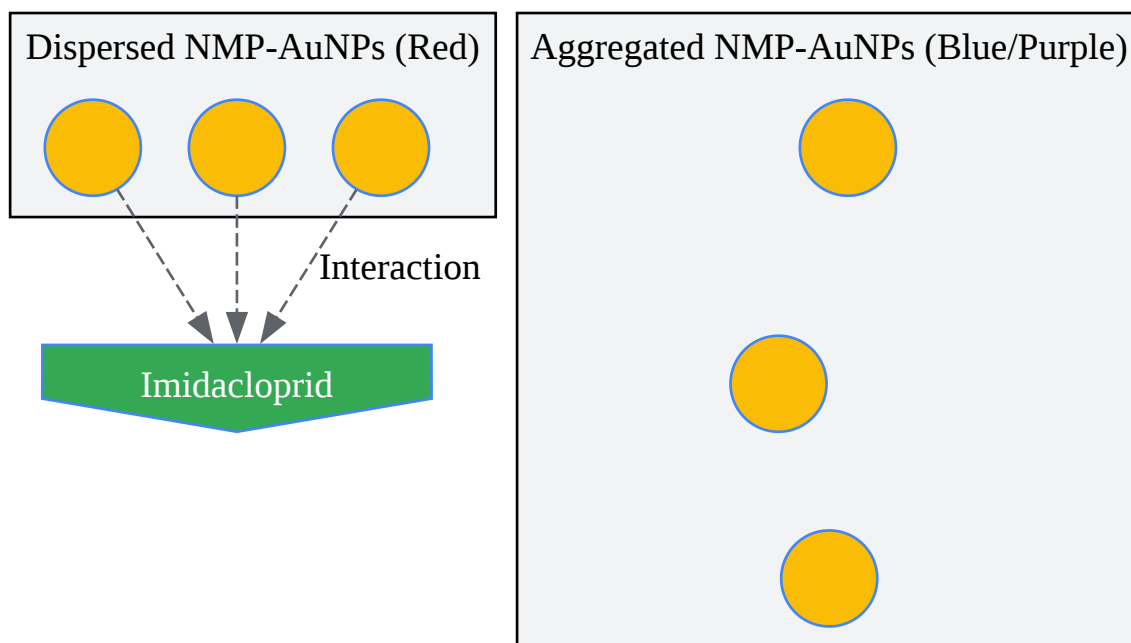 Dispersed NMP-AuNPs (Red)
Aggregated NMP-AuNPs (Blue/Purple)
Interaction
Imidacloprid